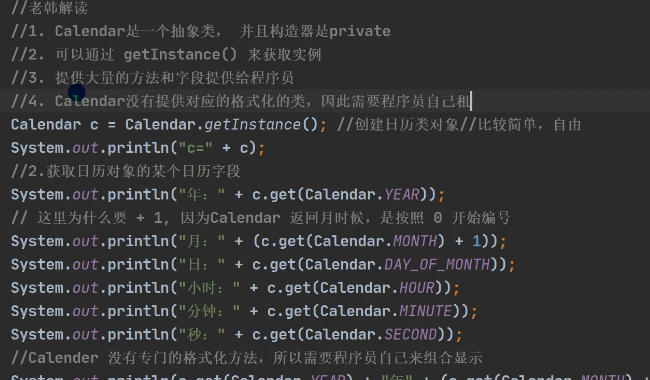 //老韩解读
//1. Calendar是一个抽象类， 并且构造器是private
//2. 可以通过 getInstance() 来获取实例
//3. 提供大量的方法和字段提供给程序员
//4. Calendar没有提供对应的格式化的类，因此需要程序员自己租
Calendar c = Calendar.getInstance(); //创建日历类对象//比较简单，自由
System.out.println("c=" + c);
//2.获取日历对象的某个日历字段
System.out.println("年：" + c.get(Calendar.YEAR));
// 这里为什么要 + 1, 因为Calendar 返回月时候，是按照 0 开始编号
System.out.println("月：" + (c.get(Calendar.MONTH) + 1));
System.out.println("日：" + c.get(Calendar.DAY_OF_MONTH));
System.out.println("小时：" + c.get(Calendar.HOUR));
System.out.println("分钟：" + c.get(Calendar.MINUTE));
System.out.println("秒：" + c.get(Calendar.SECOND));
//Calender 没有专门的格式化方法，所以需要程序员自己来组合显示
System.out.println(c.get(Calendar.YEAR) + "年" + (c.get(Calendar.MONTH) +